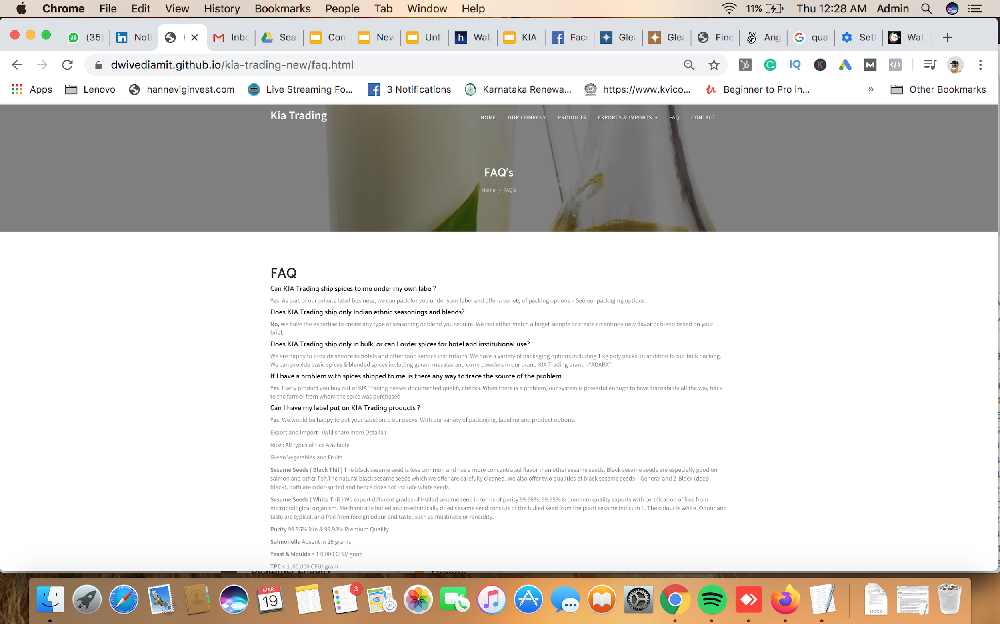 Chrome File Edit View History Bookmarks People Tab Window Help 11% Thu 12:28 AM Admin
35 (35) Noti Inbo Sea Con New Unti h Wat KIA Face Glea Glea Fine Ang qua Sett Wat
dwivediamit.github.io/kia-trading-new/faq.html IQ K M
Apps Lenovo hanneviginvest.com Live Streaming Fo... 3 Notifications Karnataka Renewa... https://www.kvico... Beginner to Pro in... » Other Bookmarks
Kia Trading HOME OUR COMPANY PRODUCTS EXPORTS & IMPORTS FAQ CONTACT
FAQ’s
Home / FAQ's
FAQ
Can KIA Trading ship spices to me under my own label?
Yes. As part of our private label business, we can pack for you under your label and offer a variety of packing options – See our packaging options.
Does KIA Trading ship only Indian ethnic seasonings and blends?
No, we have the expertise to create any type of seasoning or blend you require. We can either match a target sample or create an entirely new flavor or blend based on your
brief.
Does KIA Trading ship only in bulk, or can I order spices for hotel and institutional use?
We are happy to provide service to hotels and other food service institutions. We have a variety of packaging options including 1 kg poly packs, in addition to our bulk packing.
We can provide basic spices & blended spices including garam masalas and curry powders in our brand KIA Trading brand –“ADARA”
If I have a problem with spices shipped to me, is there any way to trace the source of the problem.
Yes. Every product you buy out of KIA Trading passes documented quality checks. When there is a problem, our system is powerful enough to have traceability all the way back
to the farmer from whom the spice was purchased
Can I have my label put on KIA Trading products ?
Yes. We would be happy to put your label onto our packs. With our variety of packaging, labeling and product options.
Export and Import : (Will share more Details )
Rice : All types of rice Available
Green Vegetables and Fruits
Sesame Seeds ( Black Thil ) The black sesame seed is less common and has a more concentrated flavor than other sesame seeds. Black sesame seeds are especially good on
salmon and other fish.The natural black sesame seeds which we offer are carefully cleaned. We also offer two qualities of black sesame seeds – General and Z-Black (deep
black), both are color-sorted and hence does not include white seeds
Sesame Seeds ( White Thil ) We export different grades of Hulled sesame seed in terms of purity 99.98%, 99.95% & premium quality exports with certification of free from
microbiological organism. Mechanically hulled and mechanically dried sesame seed consists of the hulled seed from the plant sesame indicum L. The colour is white. Odour and
taste are typical, and free from foreign odour and taste, such as mustiness or rancidity.
Purity 99.95% Min & 99.98% Premium Quality
Salmonella Absent in 25 grams
Yeast & Moulds < 1 0,000 CFU/ gram
TPC < 1 ,00,000 CFU/ gram
Customer Enquiry Orange
MAR
19
3
3D
DOCX